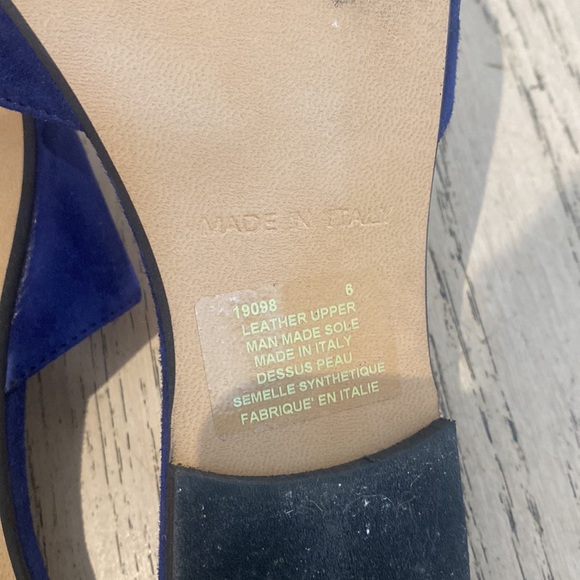 MADE IN ITALY
19098 6
LEATHER UPPER
MAN MADE SOLE
MADE IN ITALY
DESSUS PEAU
SEMELLE SYNTHETIQUE
FABRIQUE' EN ITALIE